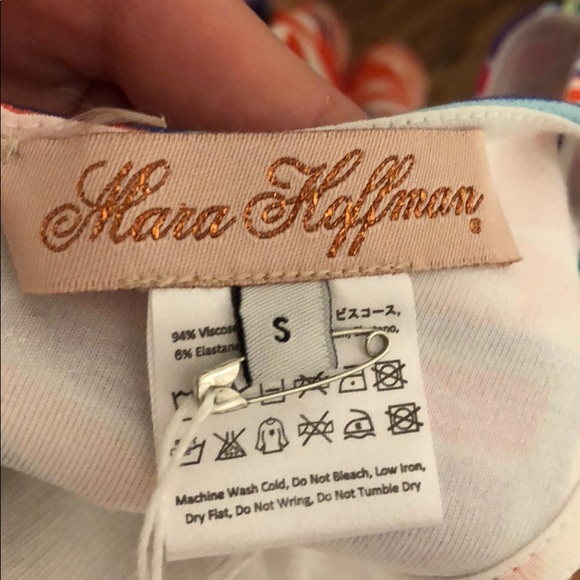 Mara Hoffman
S
94% Viscose
6% Elastane
ビスコース,
Machine Wash Cold, Do Not Bleach, Low Iron,
Dry Flat, Do Not Wring, Do Not Tumble Dry